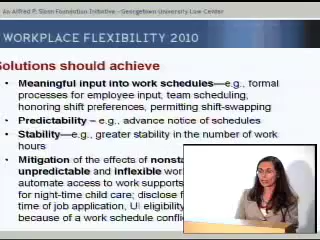 An Alfred P. Sloan Foundation Initiative - Georgetown University Law Center
WORKPLACE FLEXIBILITY 2010
Solutions should achieve
• Meaningful input into work schedules—e.g., formal
processes for employee input, team scheduling,
honoring shift preferences, permitting shift-swapping
• Predictability – e.g., advance notice of schedules
• Stability—e.g., greater stability in the number of work
hours
• Mitigation of the effects of
unpredictable and inflexible
automate access to work supports
for night-time child care; disclose
time of job application, UI eligibility
because of a work schedule